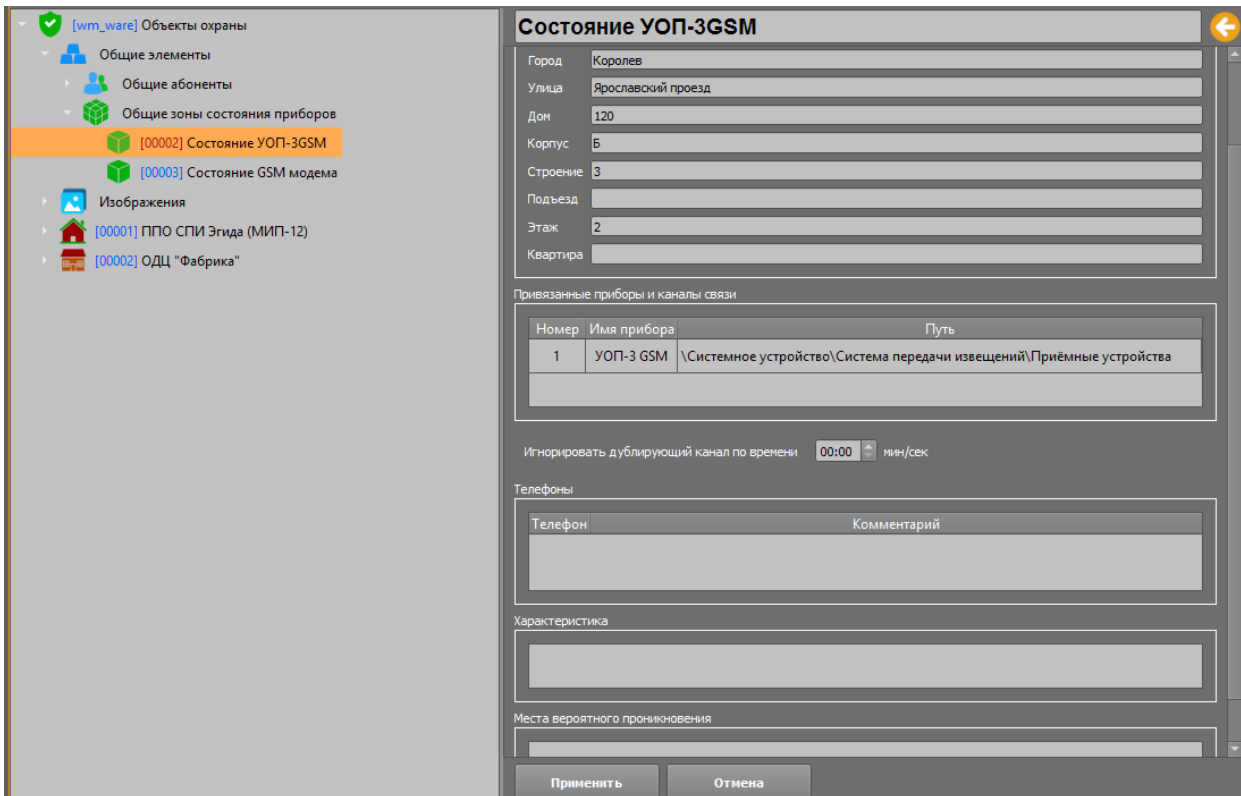 [wm_ware] Объекты охраны
Общие элементы
Общие абоненты
Общие зоны состояния приборов
[00002] Состояние УОП-3GSM
[00003] Состояние GSM модема
Изображения
[00001] ППО СПИ Эгида (МИП-12)
[00002] ОДЦ "Фабрика"
Состояние УОП-3GSM
Город Королев
Улица Ярославский проезд
Дом 120
Корпус Б
Строение 3
Подъезд
Этаж 2
Квартира
Привязанные приборы и каналы связи
Номер Имя прибора Путь
1 УОП-3 GSM \Системное устройство\Система передачи извещений\Приёмные устройства
Игнорировать дублирующий канал по времени 00:00 мин/сек
Телефоны
Телефон Комментарий
Характеристика
Места вероятного проникновения
Применить Отмена